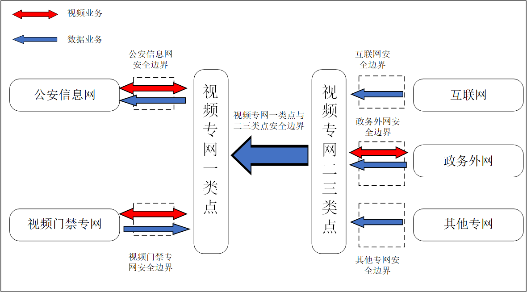 视频业务
数据业务
公安信息网
安全边界
互联网安
全边界
公安信息网
视频专网一类点
视频专网一类点与
二三类点安全边界
视频专网二三类点
互联网
政务外网安
全边界
政务外网
视频门禁专网
其他专网
视频门禁专
网安全边界
其他专网安
全边界